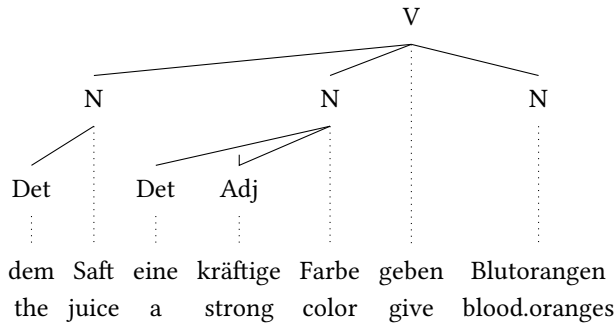 V
N N N
Det Det Adj
dem Saft eine kräftige Farbe geben Blutorangen
the juice a strong color give blood.oranges